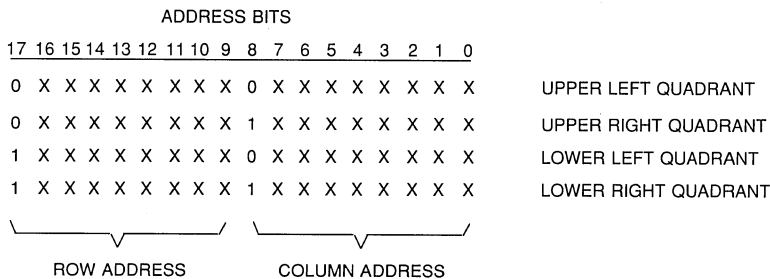 ADDRESS BITS
17 16 15 14 13 12 11 10 9 8 7 6 5 4 3 2 1 0
0 X X X X X X X X 0 X X X X X X X X UPPER LEFT QUADRANT
0 X X X X X X X X 1 X X X X X X X X UPPER RIGHT QUADRANT
1 X X X X X X X X 0 X X X X X X X X LOWER LEFT QUADRANT
1 X X X X X X X X 1 X X X X X X X X LOWER RIGHT QUADRANT
ROW ADDRESS COLUMN ADDRESS